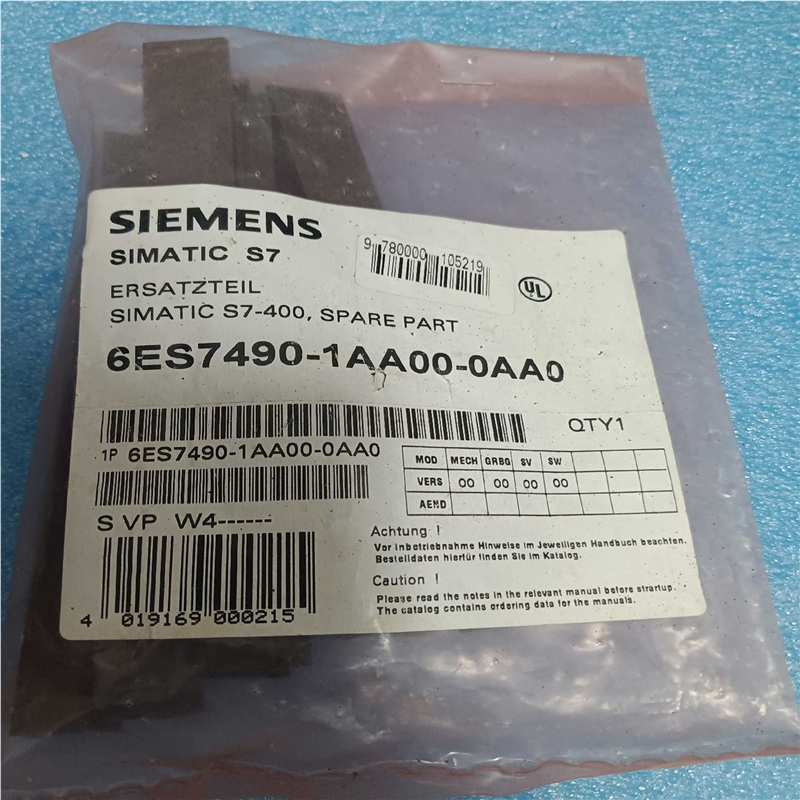 SIEMENS
SIMATIC S7
9 780000 105219
UL
ERSATZTEIL
SIMATIC S7-400, SPARE PART
6ES7490-1AA00-0AA0
QTY1
1P 6ES7490-1AA00-0AA0
MOD MECH GRBG SV SW
VERS 00 00 00 00
AEND
S VP W4------
Achtung !
Vor Inbetriebnahme Hinweise im Jeweiligen Handbuch beachten.
Bestelldaten hierfür finden Sie im Katalog.
Caution !
Please read the notes in the relevant manual before strartup.
The catalog contains ordering data for the manuals.
4 019169 000215